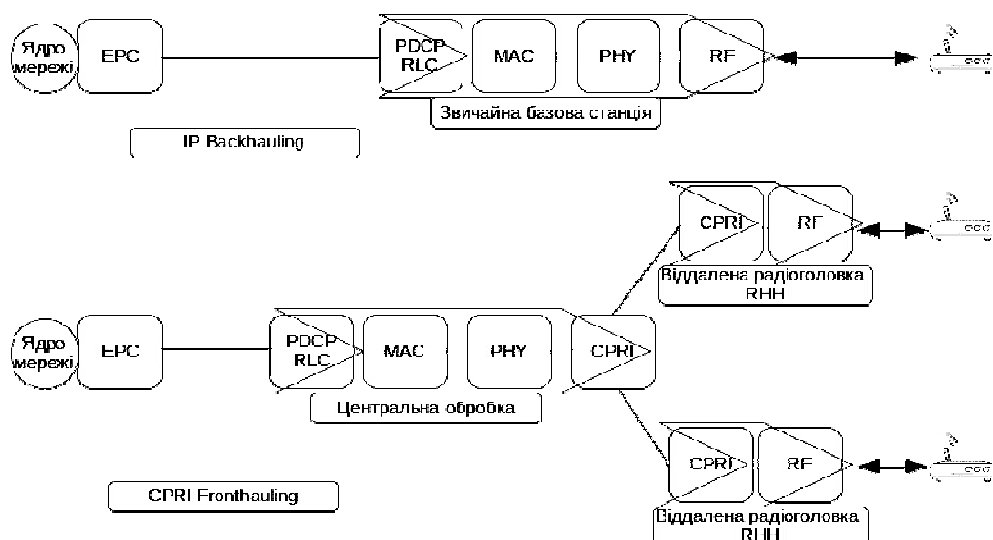 Ядро
мережі
EPC
PDCP
RLC
MAC
PHY
RF
Звичайна базова станція
IP Backhauling
CPRI
RF
Віддалена радіоголовка
RHH
Ядро
мережі
EPC
PDCP
RLC
MAC
PHY
CPRI
Центральна обробка
CPRI
RF
CPRI Fronthauling
Віддалена радіоголовка
RHH